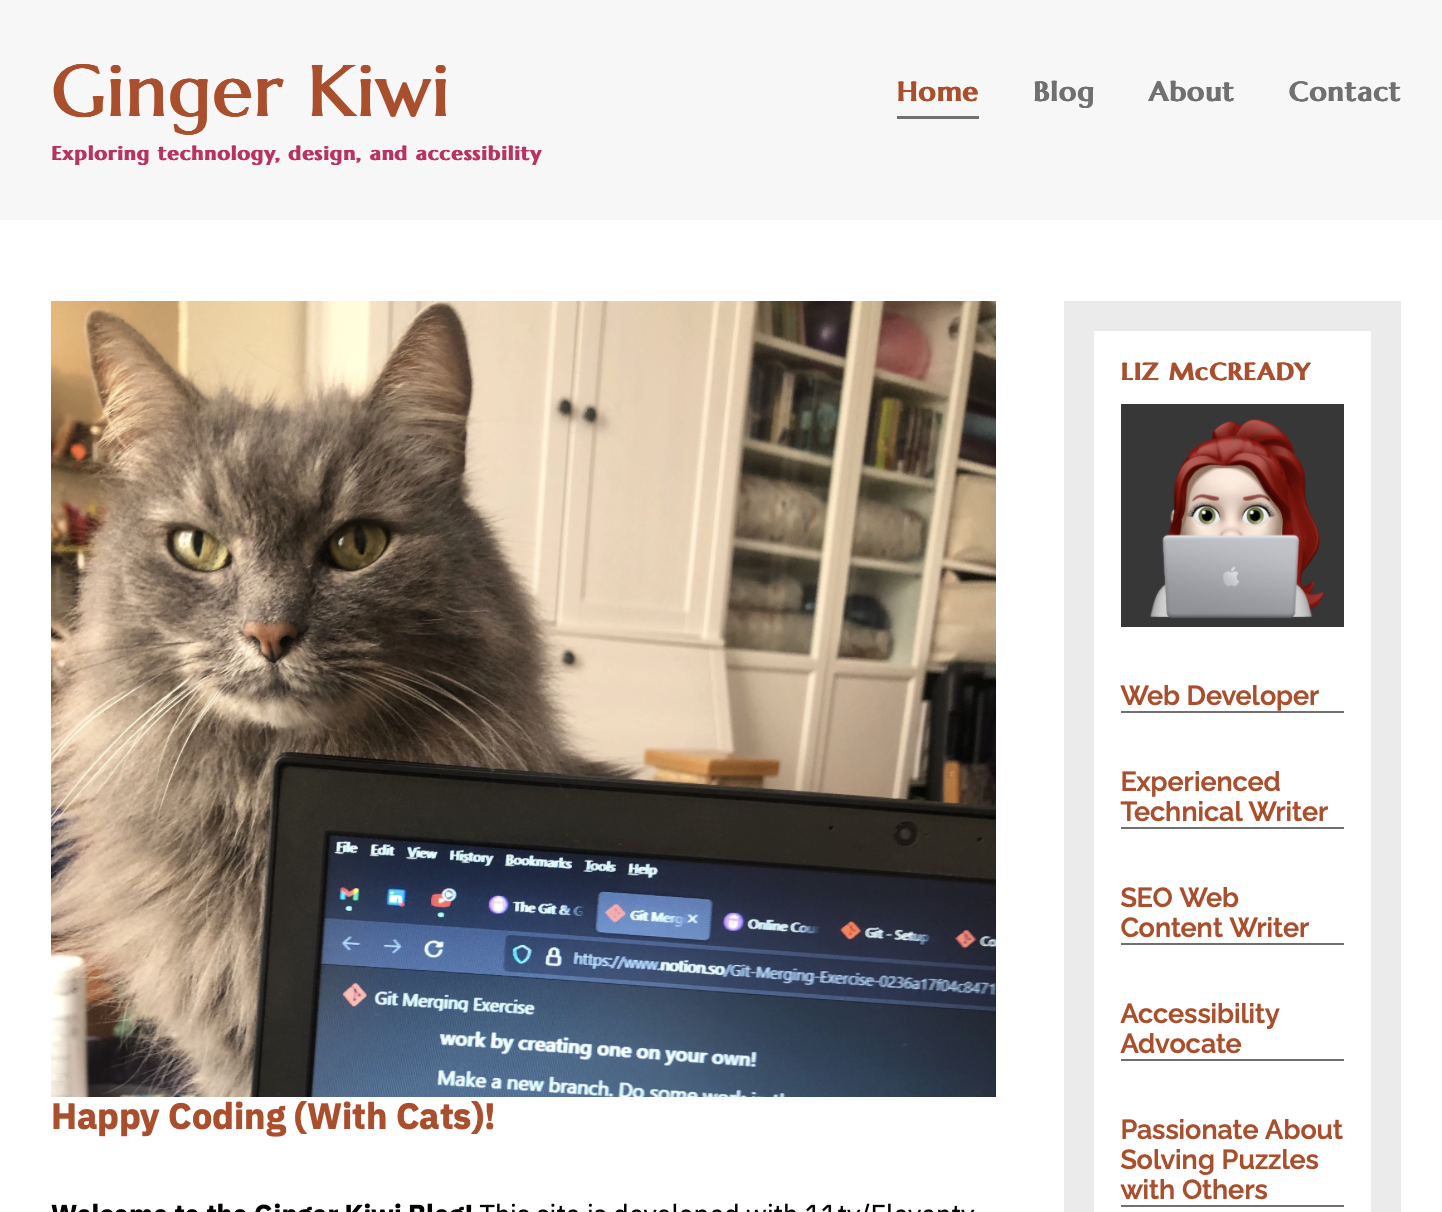 Ginger Kiwi
Exploring technology, design, and accessibility
Home Blog About Contact
File Edit View History Bookmarks Tools Help
The Git & G
Git Merg
Online Cou
Git - Setup
Co
https://www.notion.so/Git-Merging-Exercise-0236a17f04c8471
Git Merging Exercise
work by creating one on your own!
Make a new branch. Do some work in
Happy Coding (With Cats)!
Welcome to the Ginger Kiwi Blog! This site is developed with 11ty/Eleventy
LIZ McCREADY
Web Developer
Experienced
Technical Writer
SEO Web
Content Writer
Accessibility
Advocate
Passionate About
Solving Puzzles
with Others